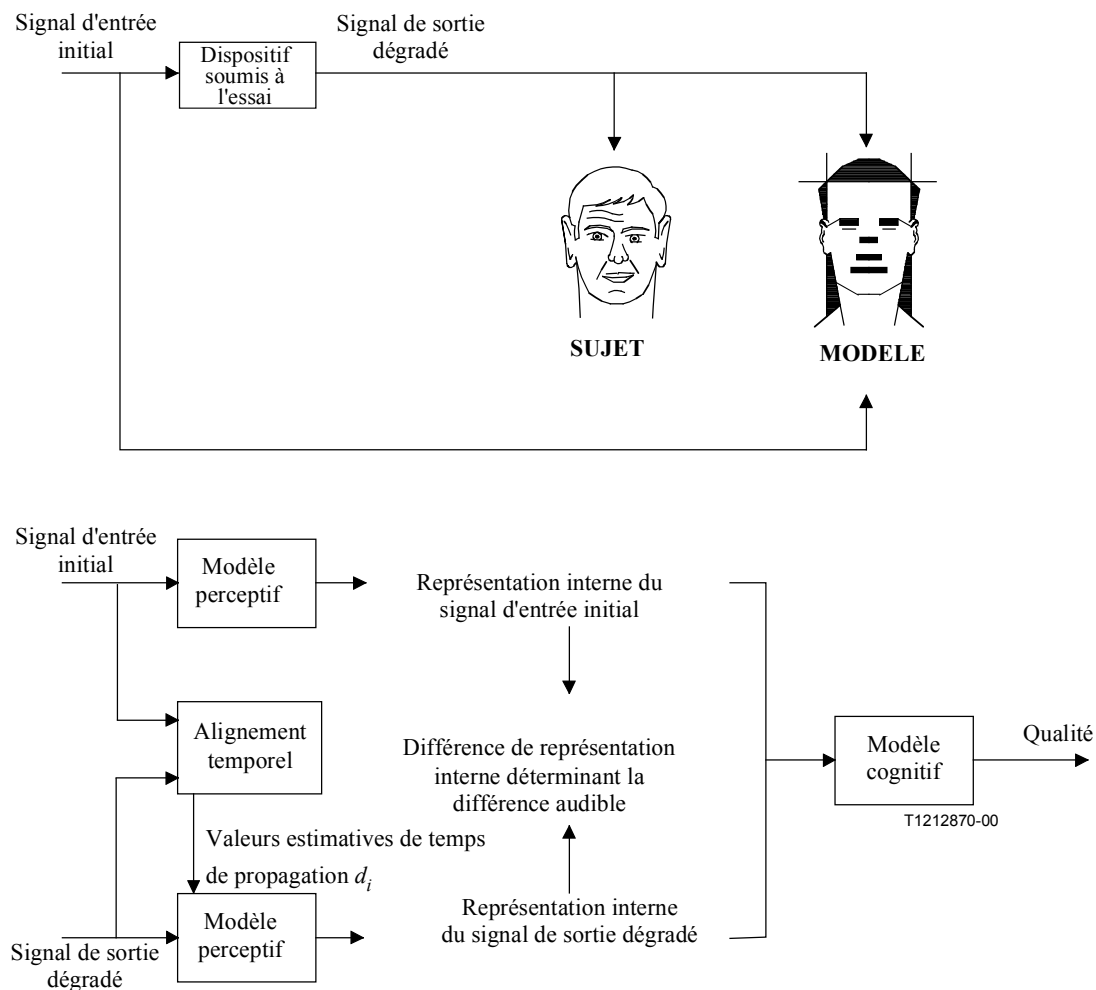 Signal d'entrée
initial
Signal de sortie
dégradé
Dispositif
soumis à
l'essai
SUJET
MODELE
Signal d'entrée
initial
Modèle
perceptif
Représentation interne du
signal d'entrée initial
Alignement
temporel
Différence de représentation
interne déterminant la
différence audible
Modèle
cognitif
Qualité
T1212870-00
Valeurs estimatives de temps
de propagation di
Signal de sortie
dégradé
Modèle
perceptif
Représentation interne
du signal de sortie dégradé